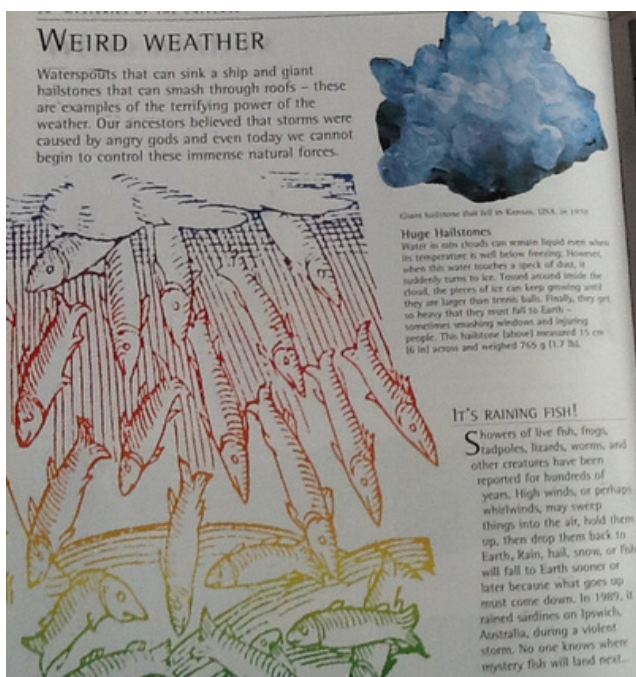 WEIRD WEATHER
Waterspouts that can sink a ship and giant
hailstones that can smash through roofs – these
are examples of the terrifying power of the
weather. Our ancestors believed that storms were
caused by angry gods and even today we cannot
begin to control these immense natural forces.
Giant hailstone that fell in Kansas, USA, in
Huge Hailstones
Water in rain clouds can remain liquid even when
its temperature is well below freezing. However,
when this water touches a speck of dust, it
suddenly turns to ice. Tossed around inside the
cloud, the pieces of ice can keep growing until
they are larger than tennis balls. Finally, they get
so heavy that they must fall to Earth –
sometimes smashing windows and injuring
people. This hailstone (above) measured 15 cm
(6 in) across and weighed 765 g (1.7 lb).
IT'S RAINING FISH!
Showers of live fish, frogs,
tadpoles, lizards, worms, and
other creatures have been
reported for hundreds of
years. High winds, or perhaps
whirlwinds, may sweep
things into the air, hold them
up, then drop them back to
Earth. Rain, hail, snow, or fish
will fall to Earth sooner or
later because what goes up
must come down. In 1989, it
rained sardines on Ipswich,
Australia, during a violent
storm. No one knows where
mystery fish will land next...